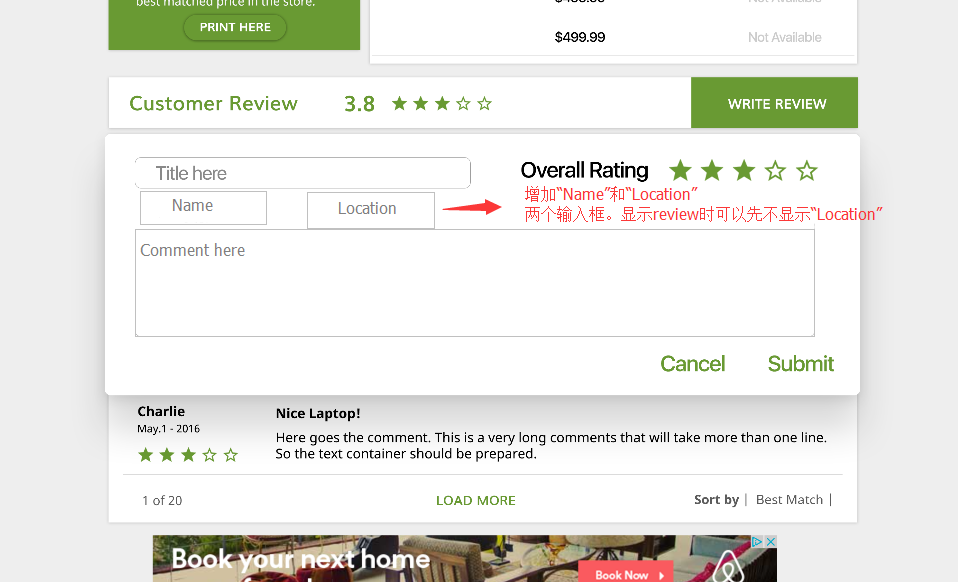 best matched price in the store.
PRINT HERE
$499.99 Not Available
Customer Review 3.8 WRITE REVIEW
Title here Overall Rating
增加“Name”和“Location”
Name Location
两个输入框。显示review时可以先不显示“Location”
Comment here
Cancel Submit
Charlie Nice Laptop!
May.1 - 2016
Here goes the comment. This is a very long comments that will take more than one line.
So the text container should be prepared.
1 of 20 LOAD MORE Sort by | Best Match |
Book your next home
Book Now